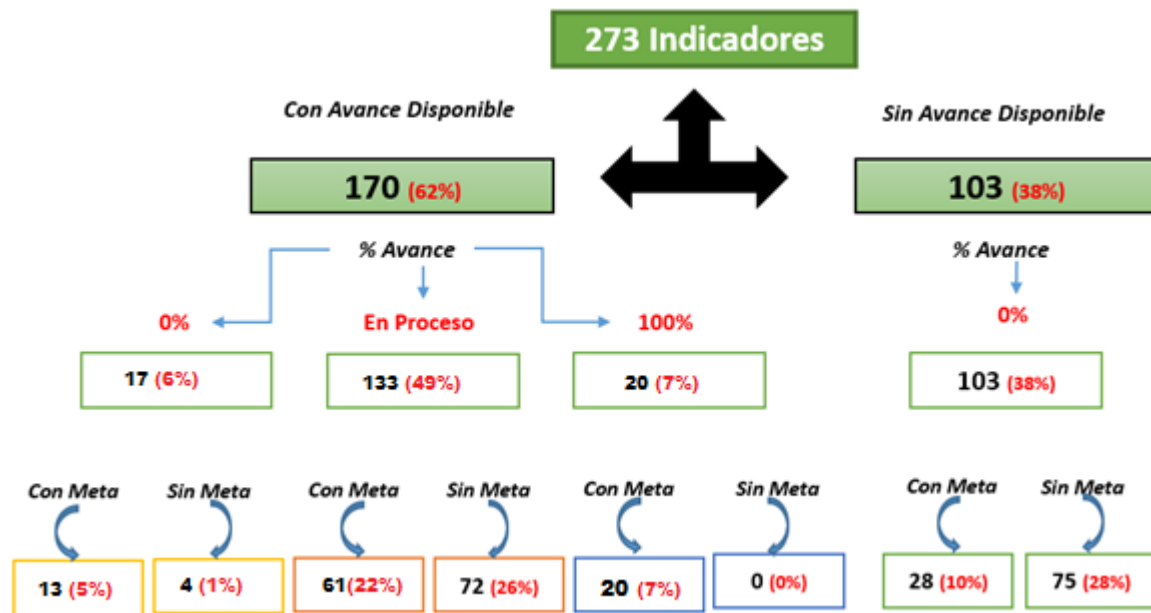 273 Indicadores
Con Avance Disponible
Sin Avance Disponible
170 (62%)
103 (38%)
% Avance
% Avance
0%
En Proceso
100%
0%
17 (6%)
133 (49%)
20 (7%)
103 (38%)
Con Meta
Sin Meta
Con Meta
Sin Meta
Con Meta
Sin Meta
Con Meta
Sin Meta
13 (5%)
4 (1%)
61(22%)
72 (26%)
20 (7%)
0 (0%)
28 (10%)
75 (28%)